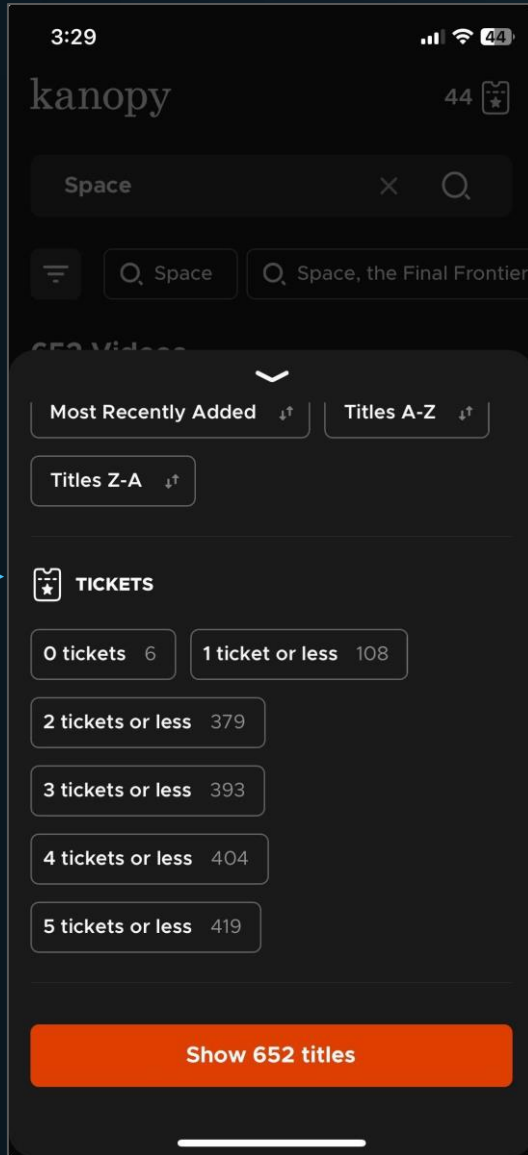 3:29 44
kanopy 44
Space
Space Space, the Final Frontier
652 Videos
Most Recently Added Titles A-Z
Titles Z-A
TICKETS
0 tickets 6 1 ticket or less 108
2 tickets or less 379
3 tickets or less 393
4 tickets or less 404
5 tickets or less 419
Show 652 titles